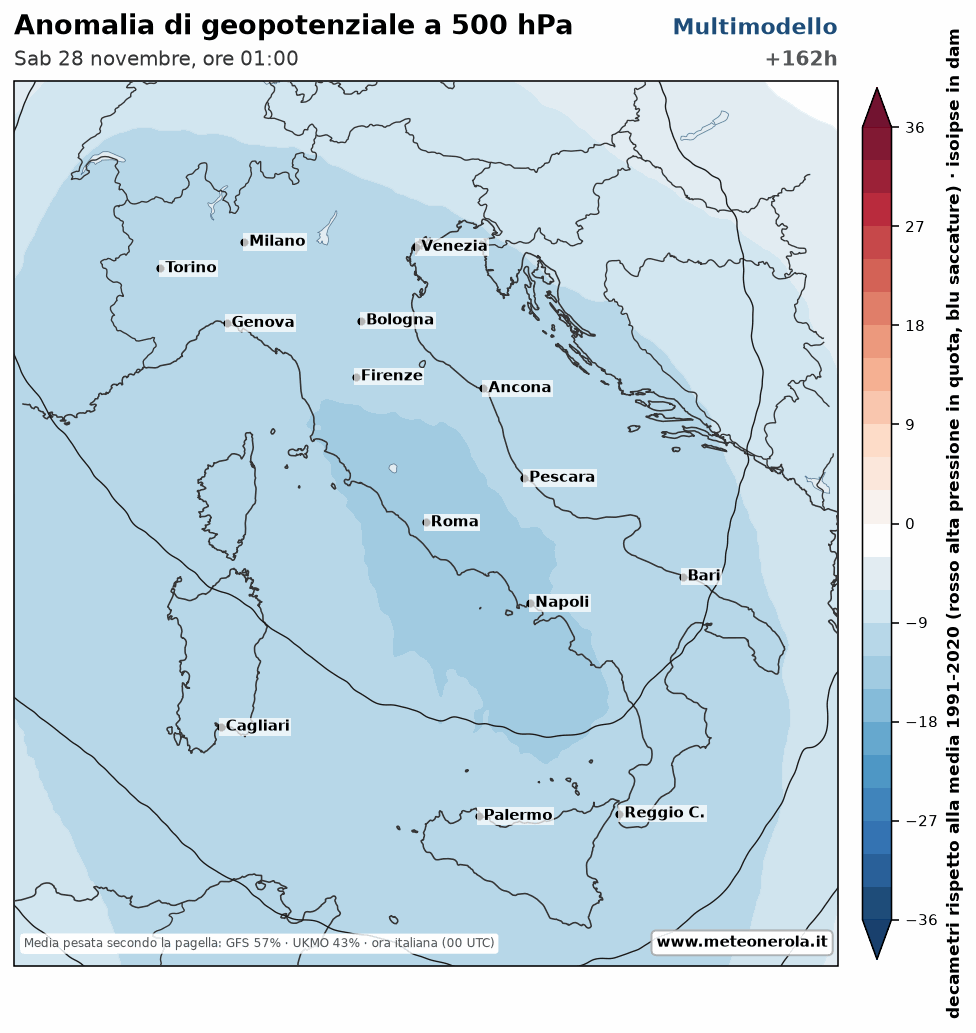 Anomalia di geopotenziale a 500 hPa
Multimodello
Sab 28 novembre, ore 01:00
+162h
Milano
Venezia
Torino
Genova
Bologna
Firenze
Ancona
Pescara
Roma
Bari
Napoli
Cagliari
Palermo
Reggio C.
Media pesata secondo la pagella: GFS 57% · UKMO 43% · ora italiana (00 UTC)
www.meteonerola.it
36
27
18
9
0
−9
−18
−27
−36
decametri rispetto alla media 1991-2020 (rosso alta pressione in quota, blu saccature) · isoipse in dam